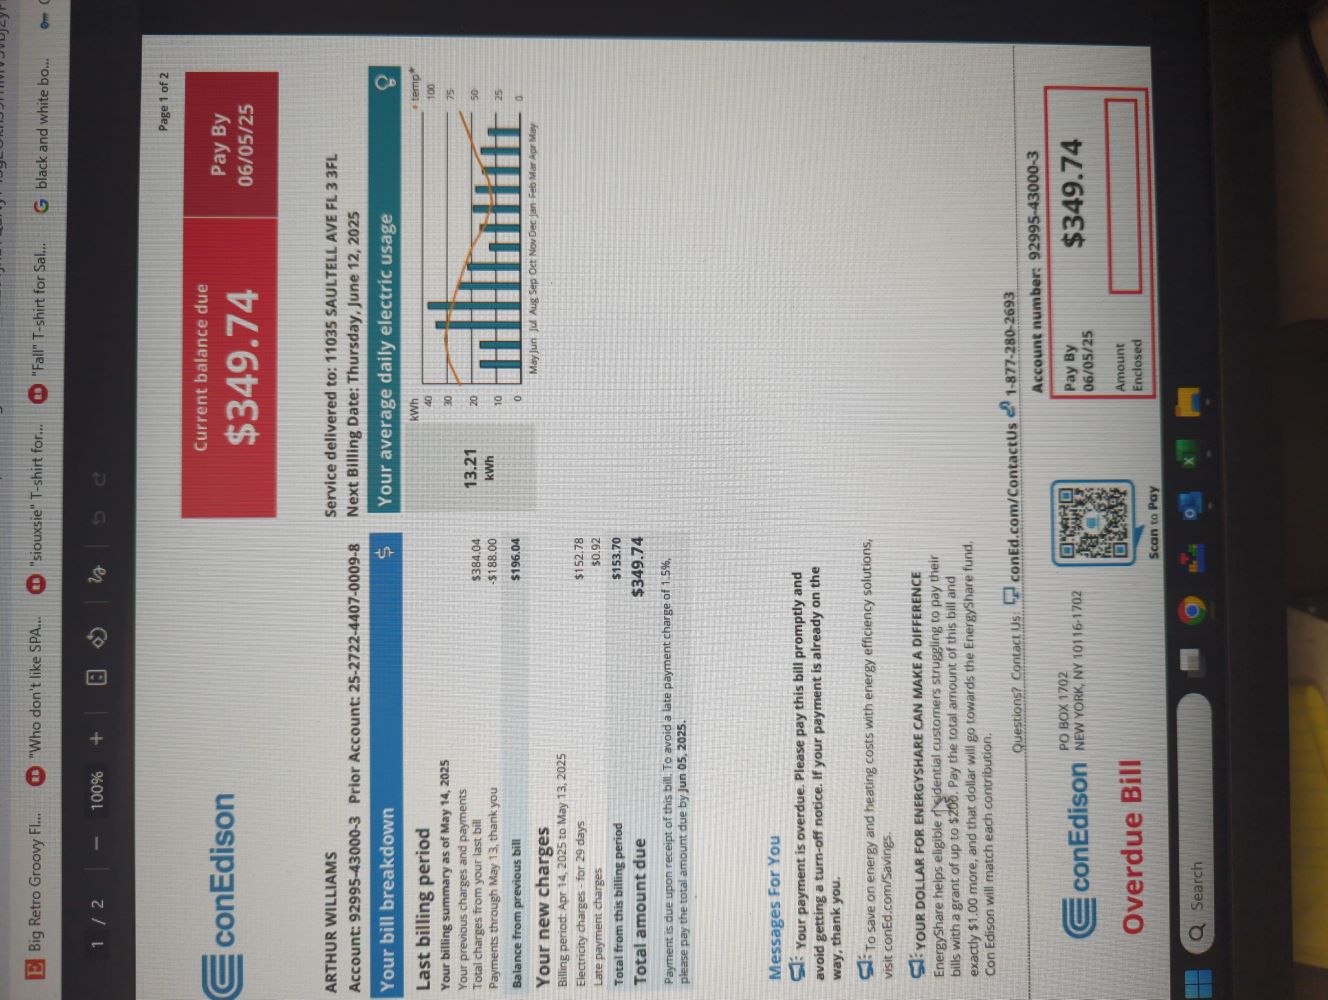 Big Retro Groovy Fl...
"Who don't like SPA...
"siouxsie" T-shirt for...
"Fall" T-shirt for Sal...
black and white bo...
1 / 2
100%
Page 1 of 2
conEdison
Current balance due
$349.74
Pay By
06/05/25
ARTHUR WILLIAMS
Account: 92995-43000-3 Prior Account: 25-2722-4407-0009-8
Service delivered to: 11035 SAULTELL AVE FL 3 3FL
Next Billing Date: Thursday, June 12, 2025
Your bill breakdown $
Last billing period
Your billing summary as of May 14, 2025
Your previous charges and payments
Total charges from your last bill $384.04
Payments through May 13, thank you -$188.00
Balance from previous bill $196.04
Your new charges
Billing period: Apr 14, 2025 to May 13, 2025
Electricity charges - for 29 days $152.78
Late payment charges $0.92
Total from this billing period $153.70
Total amount due $349.74
Payment is due upon receipt of this bill. To avoid a late payment charge of 1.5%,
please pay the total amount due by Jun 05, 2025.
Your average daily electric usage
13.21
kWh
kWh
temp*
40 100
30 75
20 50
10 25
0 0
May Jun Jul Aug Sep Oct Nov Dec Jan Feb Mar Apr May
Messages For You
Your payment is overdue. Please pay this bill promptly and
avoid getting a turn-off notice. If your payment is already on the
way, thank you.
To save on energy and heating costs with energy efficiency solutions,
visit conEd.com/Savings.
YOUR DOLLAR FOR ENERGYSHARE CAN MAKE A DIFFERENCE
EnergyShare helps eligible residential customers struggling to pay their
bills with a grant of up to $200. Pay the total amount of this bill and
exactly $1.00 more, and that dollar will go towards the EnergyShare fund.
Con Edison will match each contribution.
Questions? Contact Us: conEd.com/ContactUs 1-877-280-2693
conEdison
PO BOX 1702
NEW YORK, NY 10116-1702
Overdue Bill
Scan to Pay
Account number: 92995-43000-3
Pay By
06/05/25
$349.74
Amount
Enclosed
Search